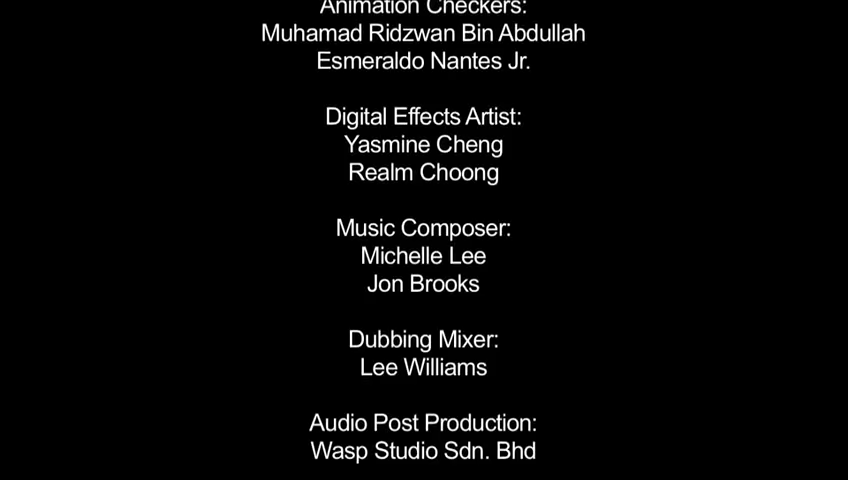 Animation Checkers:
Muhamad Ridzwan Bin Abdullah
Esmeraldo Nantes Jr.
Digital Effects Artist:
Yasmine Cheng
Realm Choong
Music Composer:
Michelle Lee
Jon Brooks
Dubbing Mixer:
Lee Williams
Audio Post Production:
Wasp Studio Sdn. Bhd